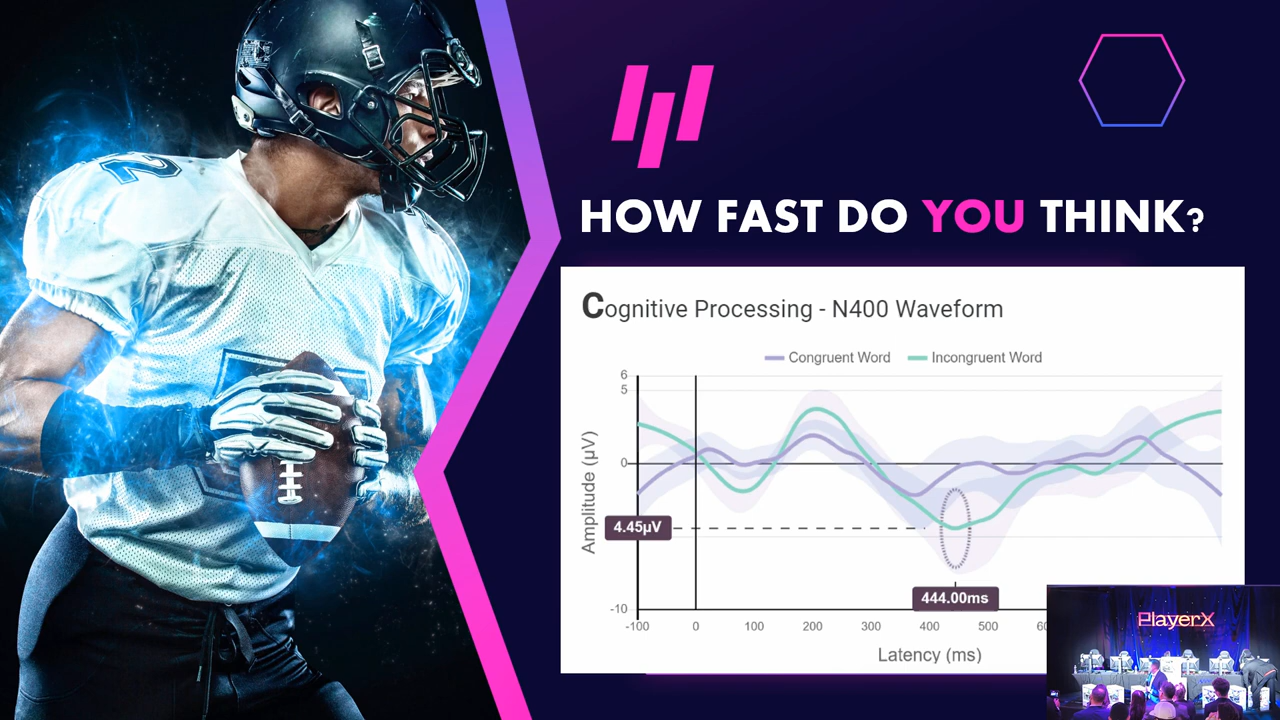 HOW FAST DO YOU THINK?
Cognitive Processing - N400 Waveform
Congruent Word
Incongruent Word
6
5
0
-10
Amplitude (µV)
4.45µV
444.00ms
-100
0
100
200
300
400
500
Latency (ms)
PlayerX
2